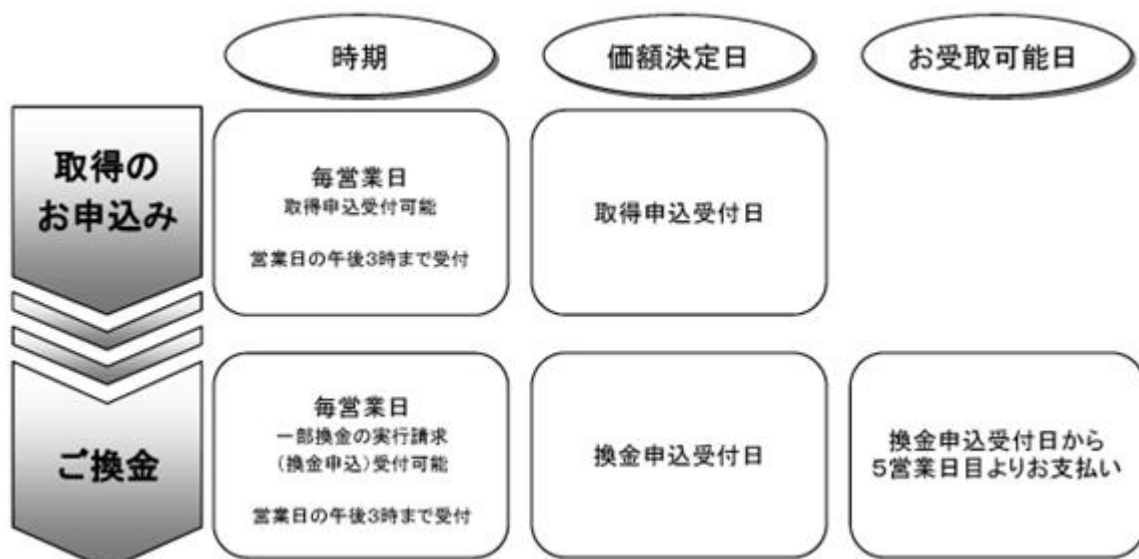 時期
価額決定日
お受取可能日
取得の
お申込み
毎営業日
取得申込受付可能
営業日の午後3時まで受付
取得申込受付日
ご換金
毎営業日
一部換金の実行請求
（換金申込）受付可能
営業日の午後3時まで受付
換金申込受付日
換金申込受付日から
5営業日目よりお支払い